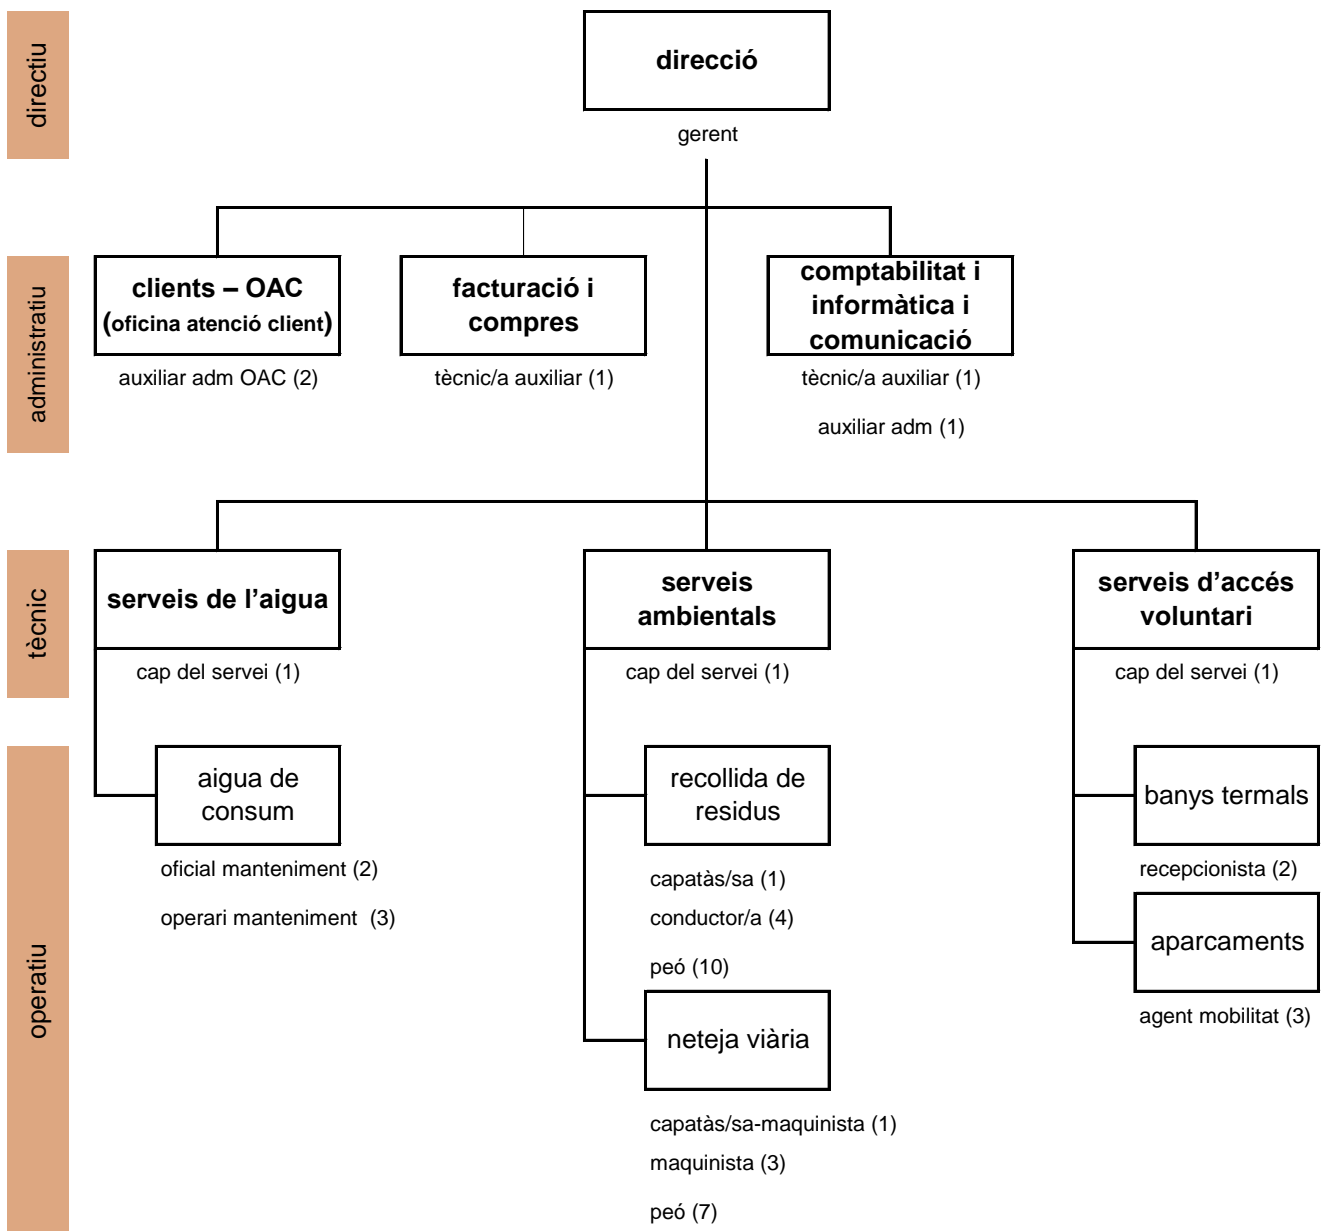 directiu
direcció
gerent
administratiu
clients – OAC
(oficina atenció client)
auxiliar adm OAC (2)
facturació i
compres
tècnic/a auxiliar (1)
comptabilitat i
informàtica i
comunicació
tècnic/a auxiliar (1)
auxiliar adm (1)
tècnic
serveis de l’aigua
cap del servei (1)
serveis
ambientals
cap del servei (1)
serveis d’accés
voluntari
cap del servei (1)
operatiu
aigua de
consum
oficial manteniment (2)
operari manteniment (3)
recollida de
residus
capatàs/sa (1)
conductor/a (4)
peó (10)
neteja viària
capatàs/sa-maquinista (1)
maquinista (3)
peó (7)
banys termals
recepcionista (2)
aparcaments
agent mobilitat (3)